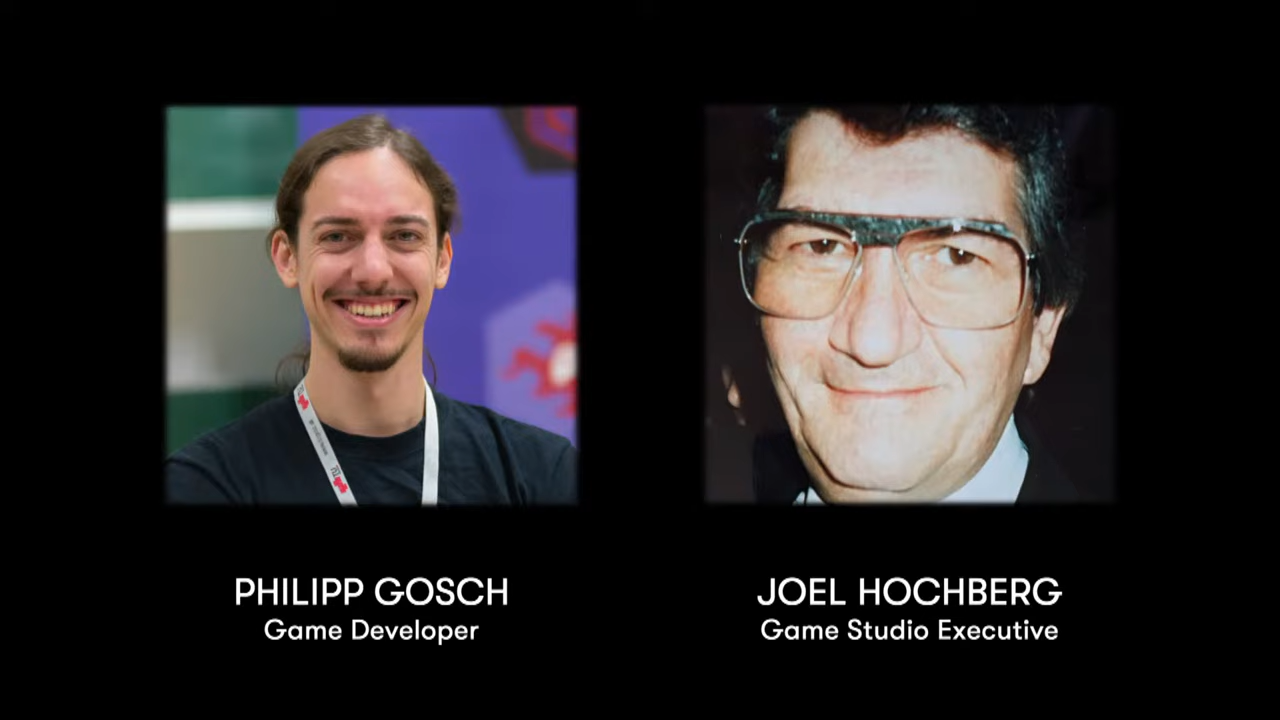 PHILIPP GOSCH
Game Developer
JOEL HOCHBERG
Game Studio Executive